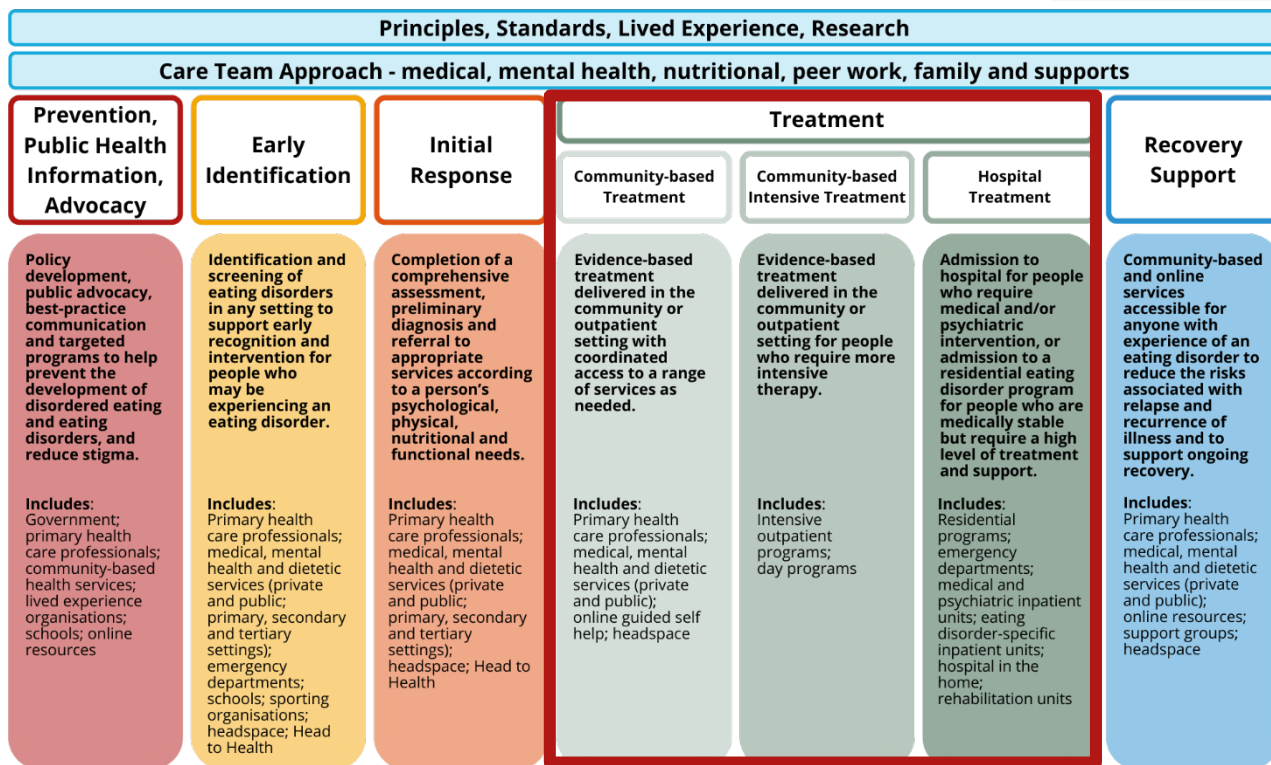 Principles, Standards, Lived Experience, Research
Care Team Approach - medical, mental health, nutritional, peer work, family and supports
Prevention,
Public Health
Information,
Advocacy
Early
Identification
Initial
Response
Treatment
Community-based
Treatment
Community-based
Intensive Treatment
Hospital
Treatment
Recovery
Support
Policy
development,
public advocacy,
best-practice
communication
and targeted
programs to help
prevent the
development of
disordered eating
and eating
disorders, and
reduce stigma.
Includes:
Government;
primary health
care professionals;
community-based
health services;
lived experience
organisations;
schools; online
resources
Identification and
screening of
eating disorders
in any setting to
support early
recognition and
intervention for
people who
may be
experiencing an
eating disorder.
Includes:
Primary health
care professionals;
medical, mental
health and dietetic
services (private
and public;
primary, secondary
and tertiary
settings);
emergency
departments;
schools; sporting
organisations;
headspace; Head
to Health
Completion of a
comprehensive
assessment,
preliminary
diagnosis and
referral to
appropriate
services according
to a person's
psychological,
physical,
nutritional and
functional needs.
Includes:
Primary health
care professionals;
medical, mental
health and dietetic
services (private
and public;
primary, secondary
and tertiary
settings);
headspace; Head to
Health
Evidence-based
treatment
delivered in the
community or
outpatient
setting with
coordinated
access to a range
of services as
needed.
Includes:
Primary health
care professionals;
medical, mental
health and dietetic
services (private
and public);
online guided self
help; headspace
Evidence-based
treatment
delivered in the
community or
outpatient
setting for people
who require more
intensive
therapy.
Includes:
Intensive
outpatient
programs;
day programs
Admission to
hospital for people
who require
medical and/or
psychiatric
intervention, or
admission to a
residential eating
disorder program
for people who are
medically stable
but require a high
level of treatment
and support.
Includes:
Residential
programs;
emergency
departments;
medical and
psychiatric inpatient
units; eating
disorder-specific
inpatient units;
hospital in the
home;
rehabilitation units
Community-based
and online
services
accessible for
anyone with
experience of an
eating disorder to
reduce the risks
associated with
relapse and
recurrence of
illness and to
support ongoing
recovery.
Includes:
Primary health
care professionals;
medical, mental
health and dietetic
services (private
and public);
online resources;
support groups;
headspace